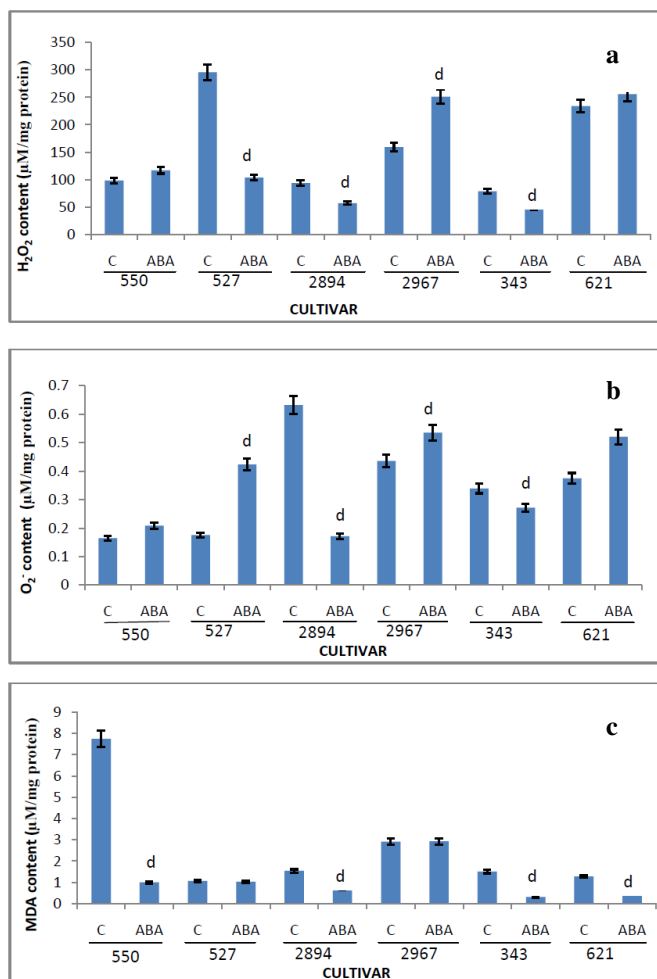 a
350
300
250
200
150
100
50
0
H₂O₂ content (μM/mg protein)
d d d d
C ABA C ABA C ABA C ABA C ABA C ABA
550 527 2894 2967 343 621
CULTIVAR
b
0.7
0.6
0.5
0.4
0.3
0.2
0.1
0
O₂⁻ content (μM/mg protein)
d d d d
C ABA C ABA C ABA C ABA C ABA C ABA
550 527 2894 2967 343 621
CULTIVAR
c
9
8
7
6
5
4
3
2
1
0
MDA content (μM/mg protein)
d d d d
C ABA C ABA C ABA C ABA C ABA C ABA
550 527 2894 2967 343 621
CULTIVAR